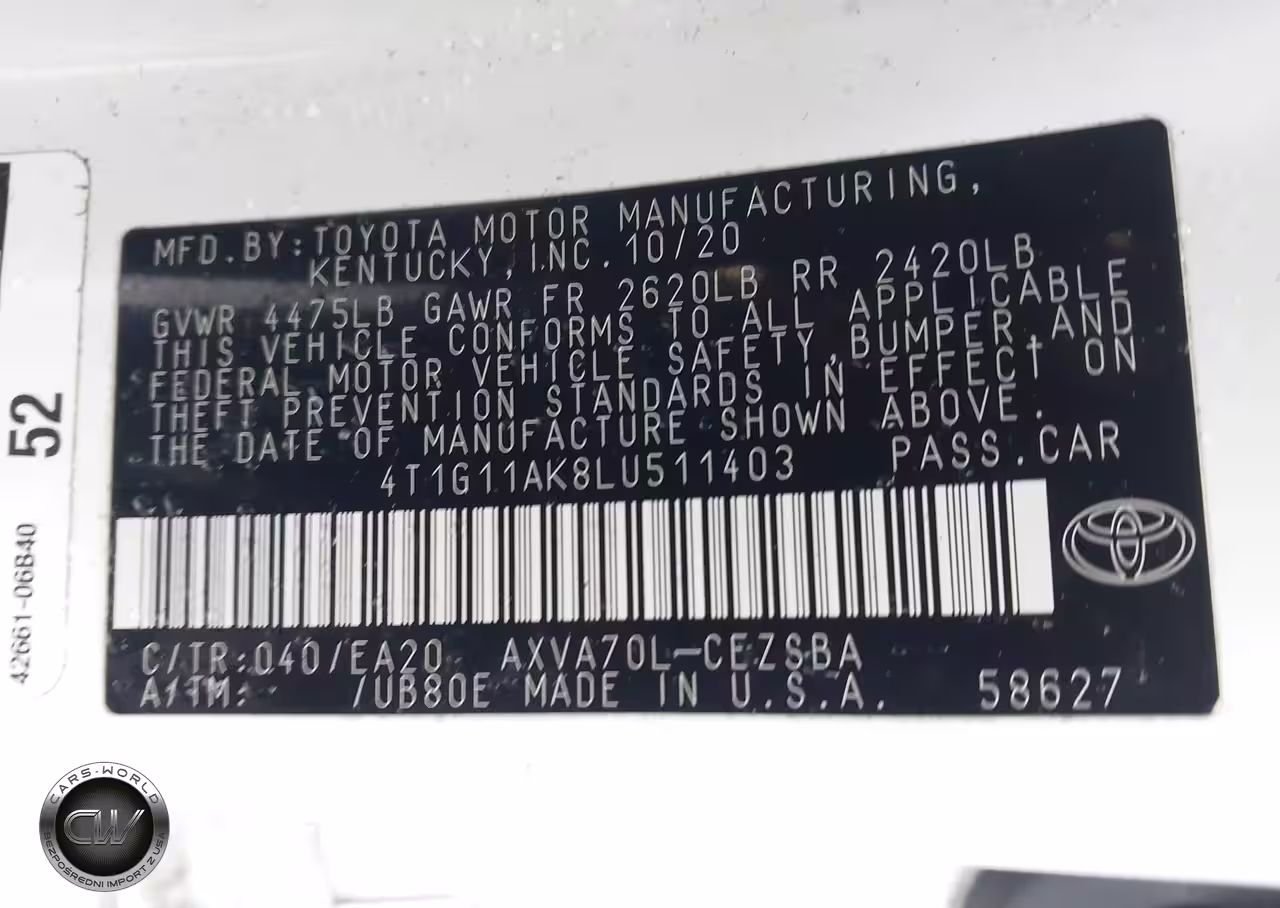 MFD.BY:TOYOTA MOTOR MANUFACTURING,
KENTUCKY,INC. 10/20
GVWR 4475LB GAWR FR 2620LB RR 2420LB
THIS VEHICLE CONFORMS TO ALL APPLICABLE
FEDERAL MOTOR VEHICLE SAFETY,BUMPER,AND
THEFT PREVENTION STANDARDS IN EFFECT ON
THE DATE OF MANUFACTURE SHOWN ABOVE.
4T1G11AK8LU511403 PASS.CAR
C/TR:040/EA20 AXVA70L-CEZSBA
A/TM: /UB80E MADE IN U.S.A. 58627
52
42661-06B40
CARS-WORLD
CW
BEZPOŚREDNI IMPORT Z USA